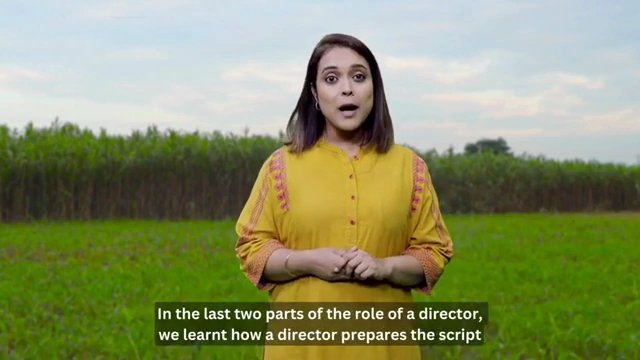 In the last two parts of the role of a director,
we learnt how a director prepares the script